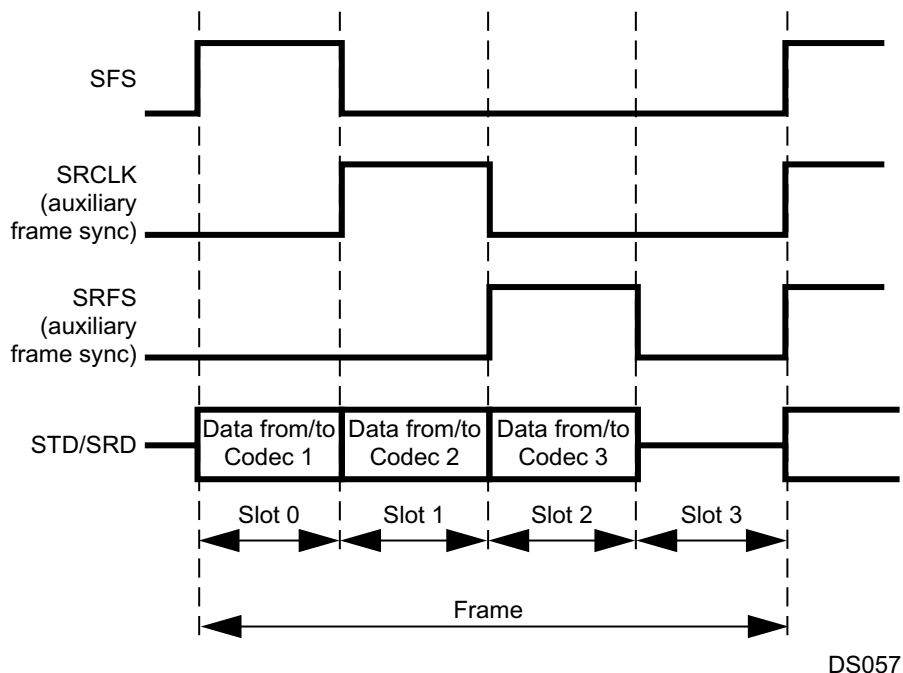 SFS
SRCLK
(auxiliary
frame sync)
SRFS
(auxiliary
frame sync)
STD/SRD
Data from/to
Codec 1
Data from/to
Codec 2
Data from/to
Codec 3
Slot 0
Slot 1
Slot 2
Slot 3
Frame
DS057